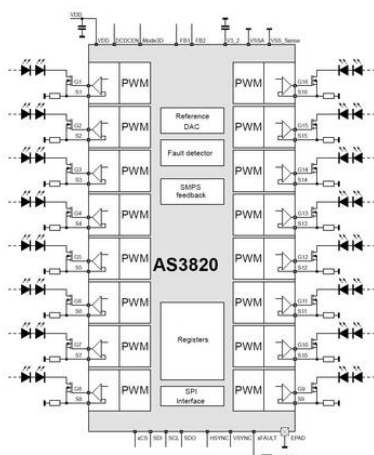 VDD
VDD DCDCEN Mode3D FB1 FB2 V3_2 VSSA VSS_Sense
G1 PWM PWM G16
S1 S16
Reference
DAC
G2 PWM PWM G15
S2 S15
Fault detector
G3 PWM PWM G14
S3 S14
SMPS
feedback
G4 PWM PWM G13
S4 S13
AS3820
G5 PWM PWM G12
S5 S12
G6 PWM PWM G11
S6 S11
Registers
G7 PWM PWM G10
S7 S10
G8 PWM PWM G9
S8 S9
SPI
Interface
xCS SDI SCL SDO HSYNC VSYNC xFAULT EPAD